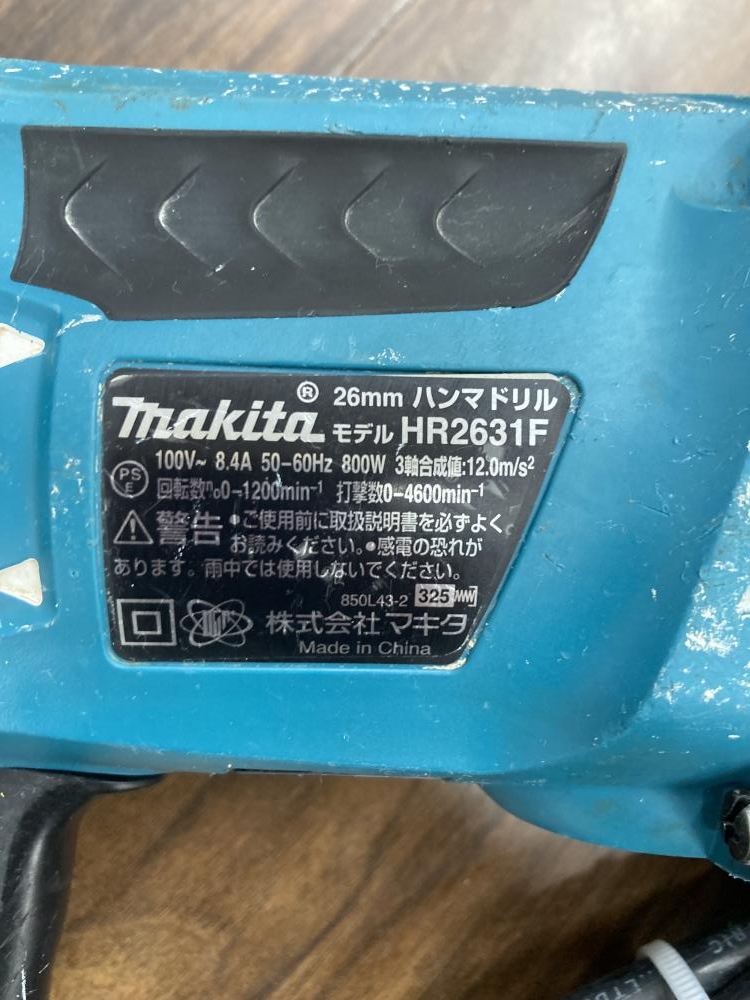 makita® 26mm ハンマドリル
モデル HR2631F
100V~ 8.4A 50-60Hz 800W 3軸合成値:12.0m/s²
PS E 回転数n₀0-1200min⁻¹ 打撃数0-4600min⁻¹
警告 •ご使用前に取扱説明書を必ずよく
お読みください。•感電の恐れが
あります。雨中では使用しないでください。
850L43-2 325
株式会社マキタ
Made in China